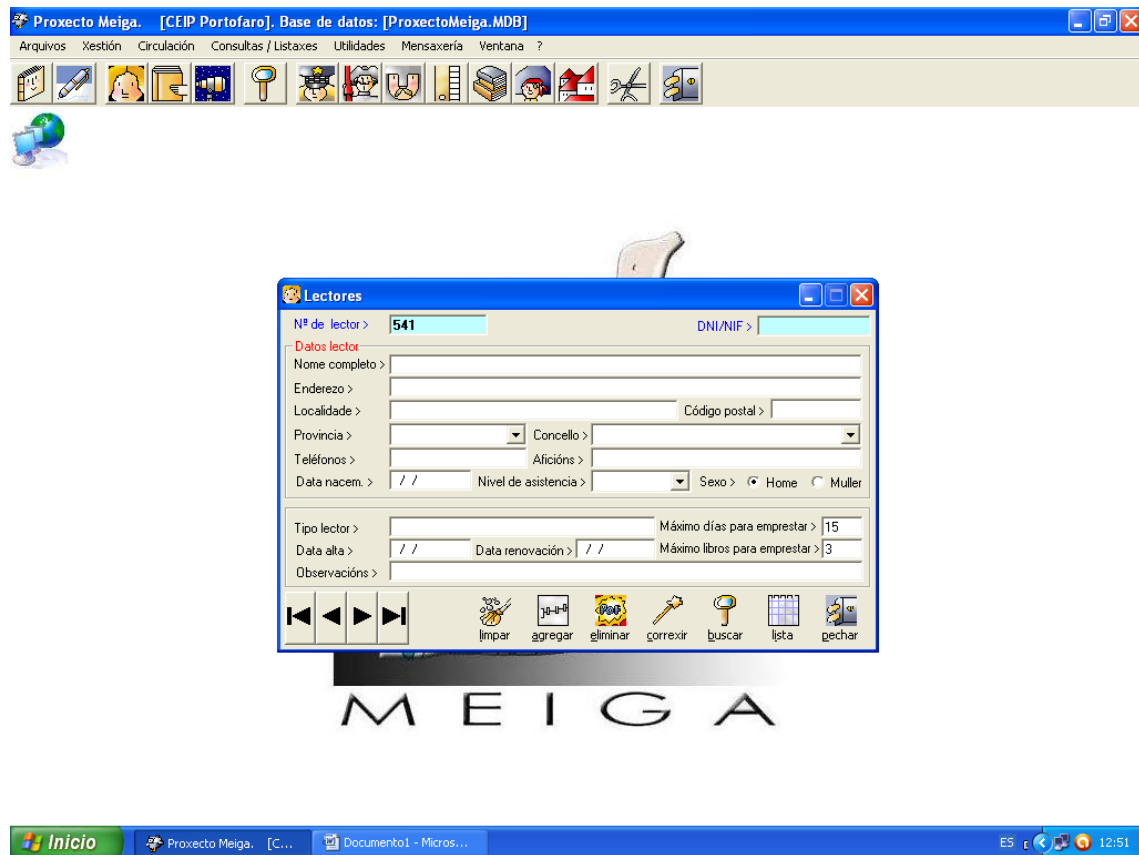 Proxecto Meiga. [CEIP Portofaro]. Base de datos: [ProxectoMeiga.MDB]
Arquivos Xestión Circulación Consultas / Listaxes Utilidades Mensaxería Ventana ?
Lectores
Nº de lector > 541 DNI/NIF >
Datos lector
Nome completo >
Enderezo >
Localidade > Código postal >
Provincia > Concello >
Teléfonos > Aficións >
Data nacem. > / / Nivel de asistencia > Sexo > Home Muller
Tipo lector > Máximo días para emprestar > 15
Data alta > / / Data renovación > / / Máximo libros para emprestar > 3
Observacións >
limpar agregar eliminar correxir buscar lista pechar
MEIGA
Inicio Proxecto Meiga. [C... Documento1 - Micros... ES 12:51